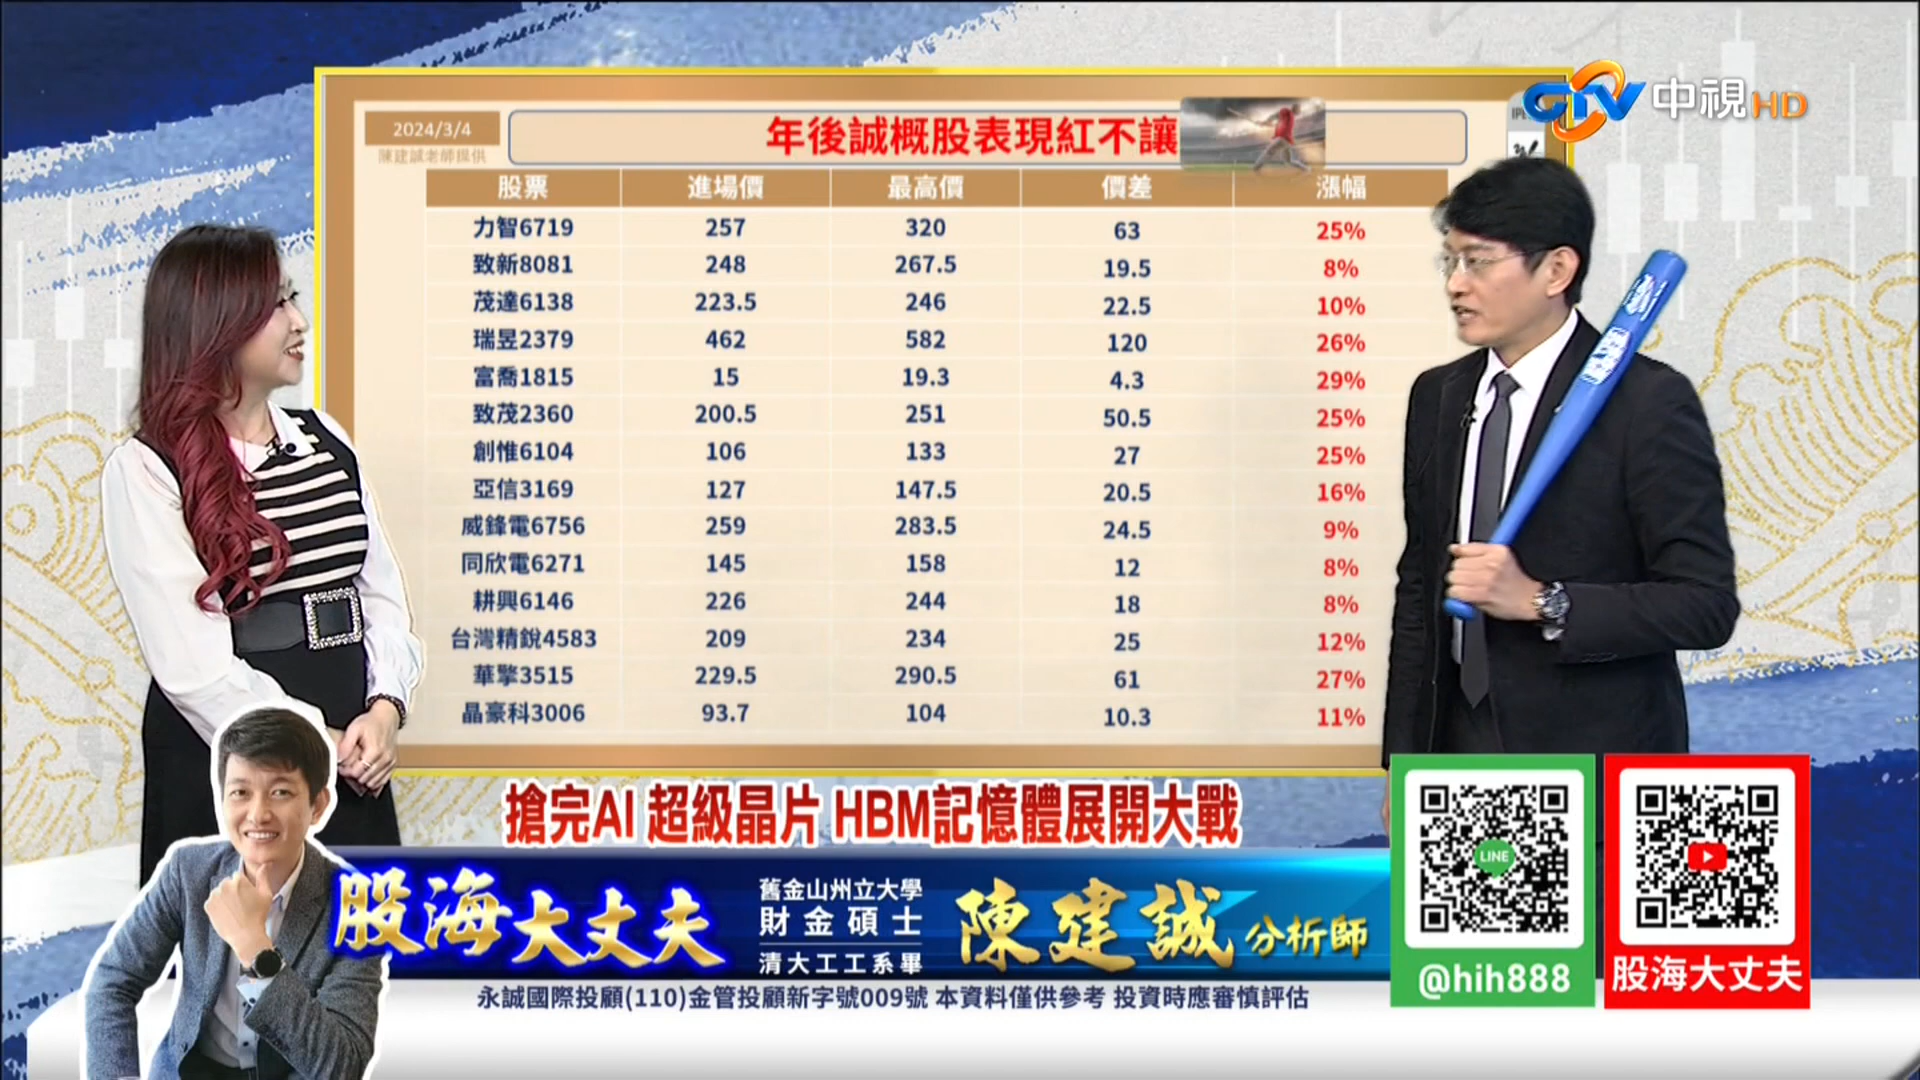 CTV 中視HD
2024/3/4
陳建誠老師提供
年後誠概股表現紅不讓
股票 進場價 最高價 價差 漲幅
力智6719 257 320 63 25%
致新8081 248 267.5 19.5 8%
茂達6138 223.5 246 22.5 10%
瑞昱2379 462 582 120 26%
富喬1815 15 19.3 4.3 29%
致茂2360 200.5 251 50.5 25%
創惟6104 106 133 27 25%
亞信3169 127 147.5 20.5 16%
威鋒電6756 259 283.5 24.5 9%
同欣電6271 145 158 12 8%
耕興6146 226 244 18 8%
台灣精銳4583 209 234 25 12%
華擎3515 229.5 290.5 61 27%
晶豪科3006 93.7 104 10.3 11%
搶完AI 超級晶片 HBM記憶體展開大戰
股海大丈夫
舊金山州立大學
財金碩士
清大工工系畢
陳建誠 分析師
永誠國際投顧(110)金管投顧新字號009號 本資料僅供參考 投資時應審慎評估
LINE
@hih888
股海大丈夫